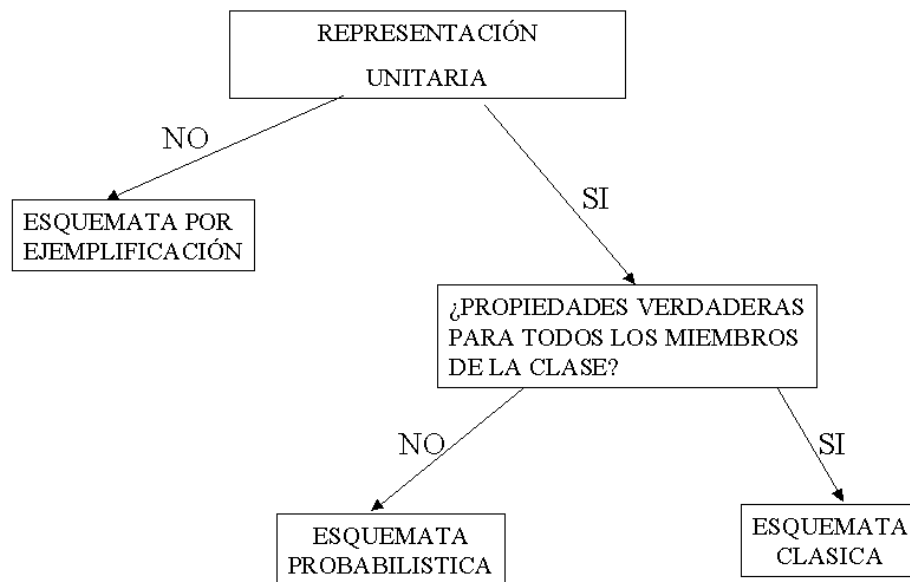 REPRESENTACIÓN
UNITARIA
NO
SI
ESQUEMATA POR
EJEMPLIFICACIÓN
¿PROPIEDADES VERDADERAS
PARA TODOS LOS MIEMBROS
DE LA CLASE?
NO
SI
ESQUEMATA
PROBABILISTICA
ESQUEMATA
CLASICA